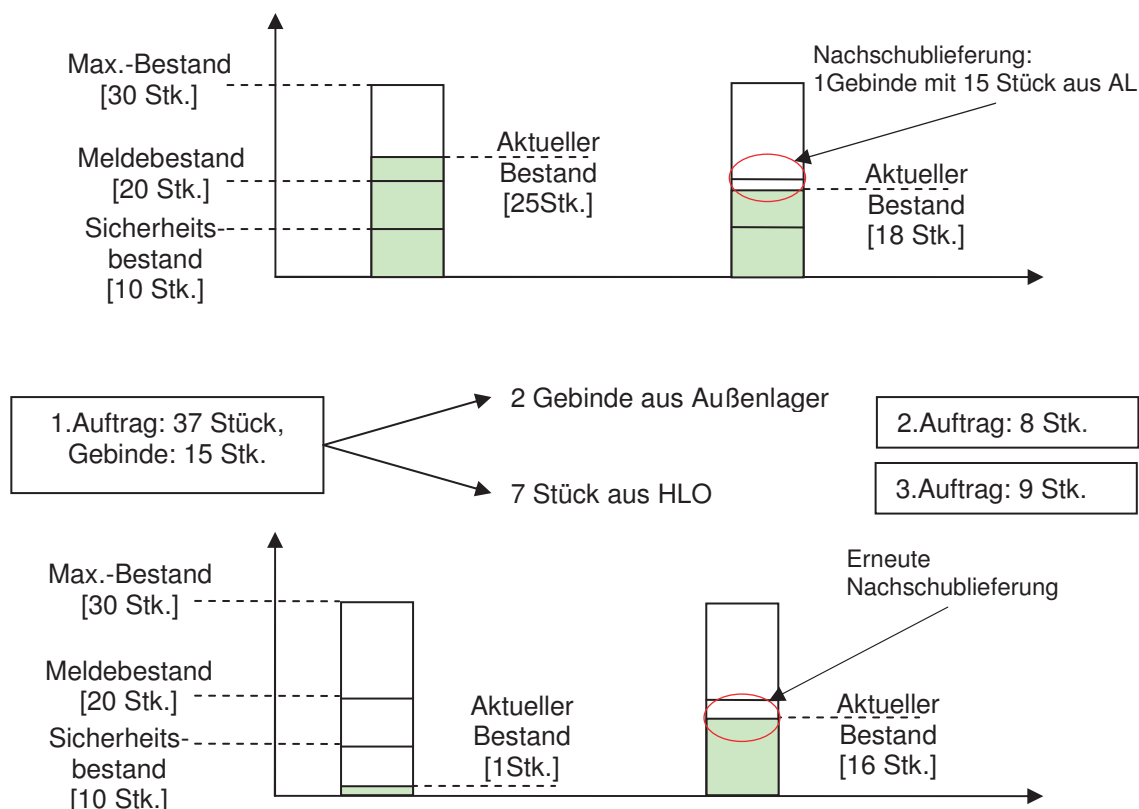 Max.-Bestand
[30 Stk.]
Meldebestand
[20 Stk.]
Sicherheits-
bestand
[10 Stk.]
Aktueller
Bestand
[25Stk.]
Nachschublieferung:
1Gebinde mit 15 Stück aus AL
Aktueller
Bestand
[18 Stk.]
1.Auftrag: 37 Stück,
Gebinde: 15 Stk.
2 Gebinde aus Außenlager
7 Stück aus HLO
2.Auftrag: 8 Stk.
3.Auftrag: 9 Stk.
Max.-Bestand
[30 Stk.]
Meldebestand
[20 Stk.]
Sicherheits-
bestand
[10 Stk.]
Aktueller
Bestand
[1Stk.]
Erneute
Nachschublieferung
Aktueller
Bestand
[16 Stk.]